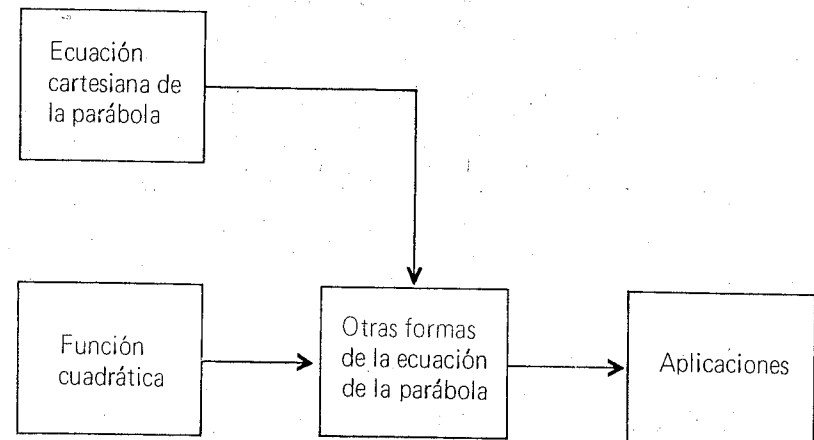 Ecuación
cartesiana de
la parábola
Función
cuadrática
Otras formas
de la ecuación
de la parábola
Aplicaciones